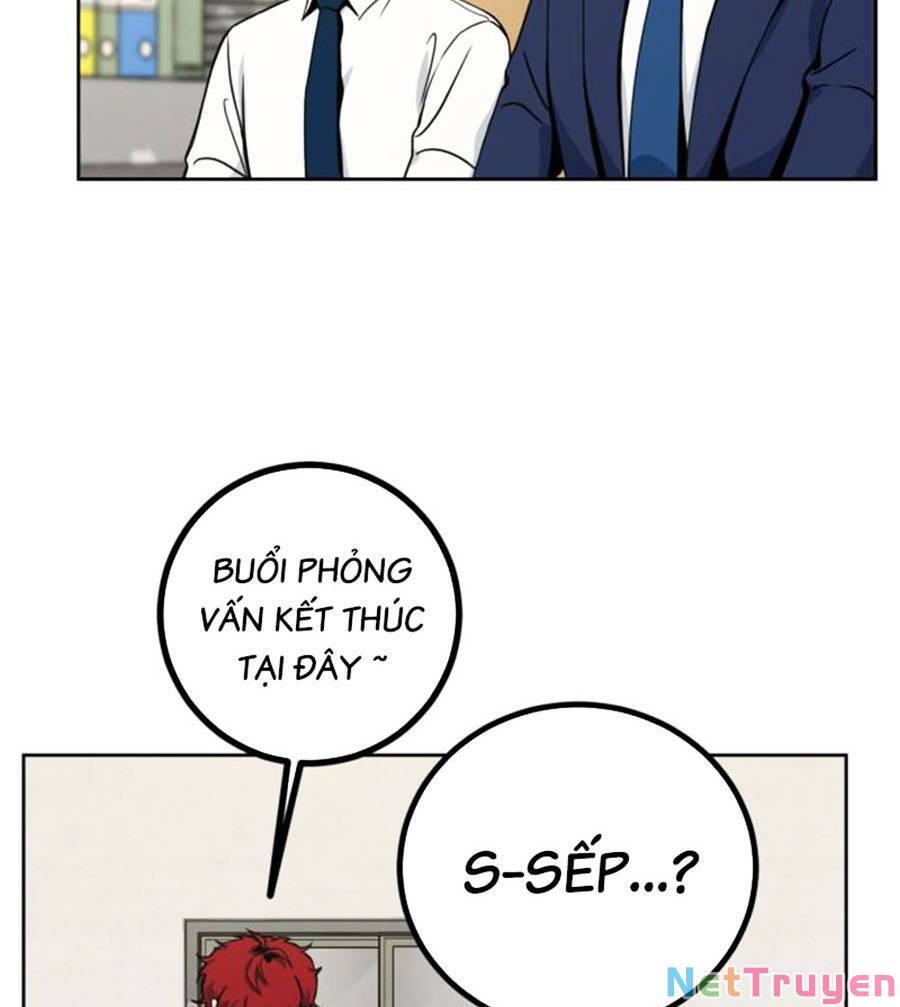 BUỔI PHỎNG
VẤN KẾT THÚC
TẠI ĐÂY ~
S-SẾP...?
NetTruyen